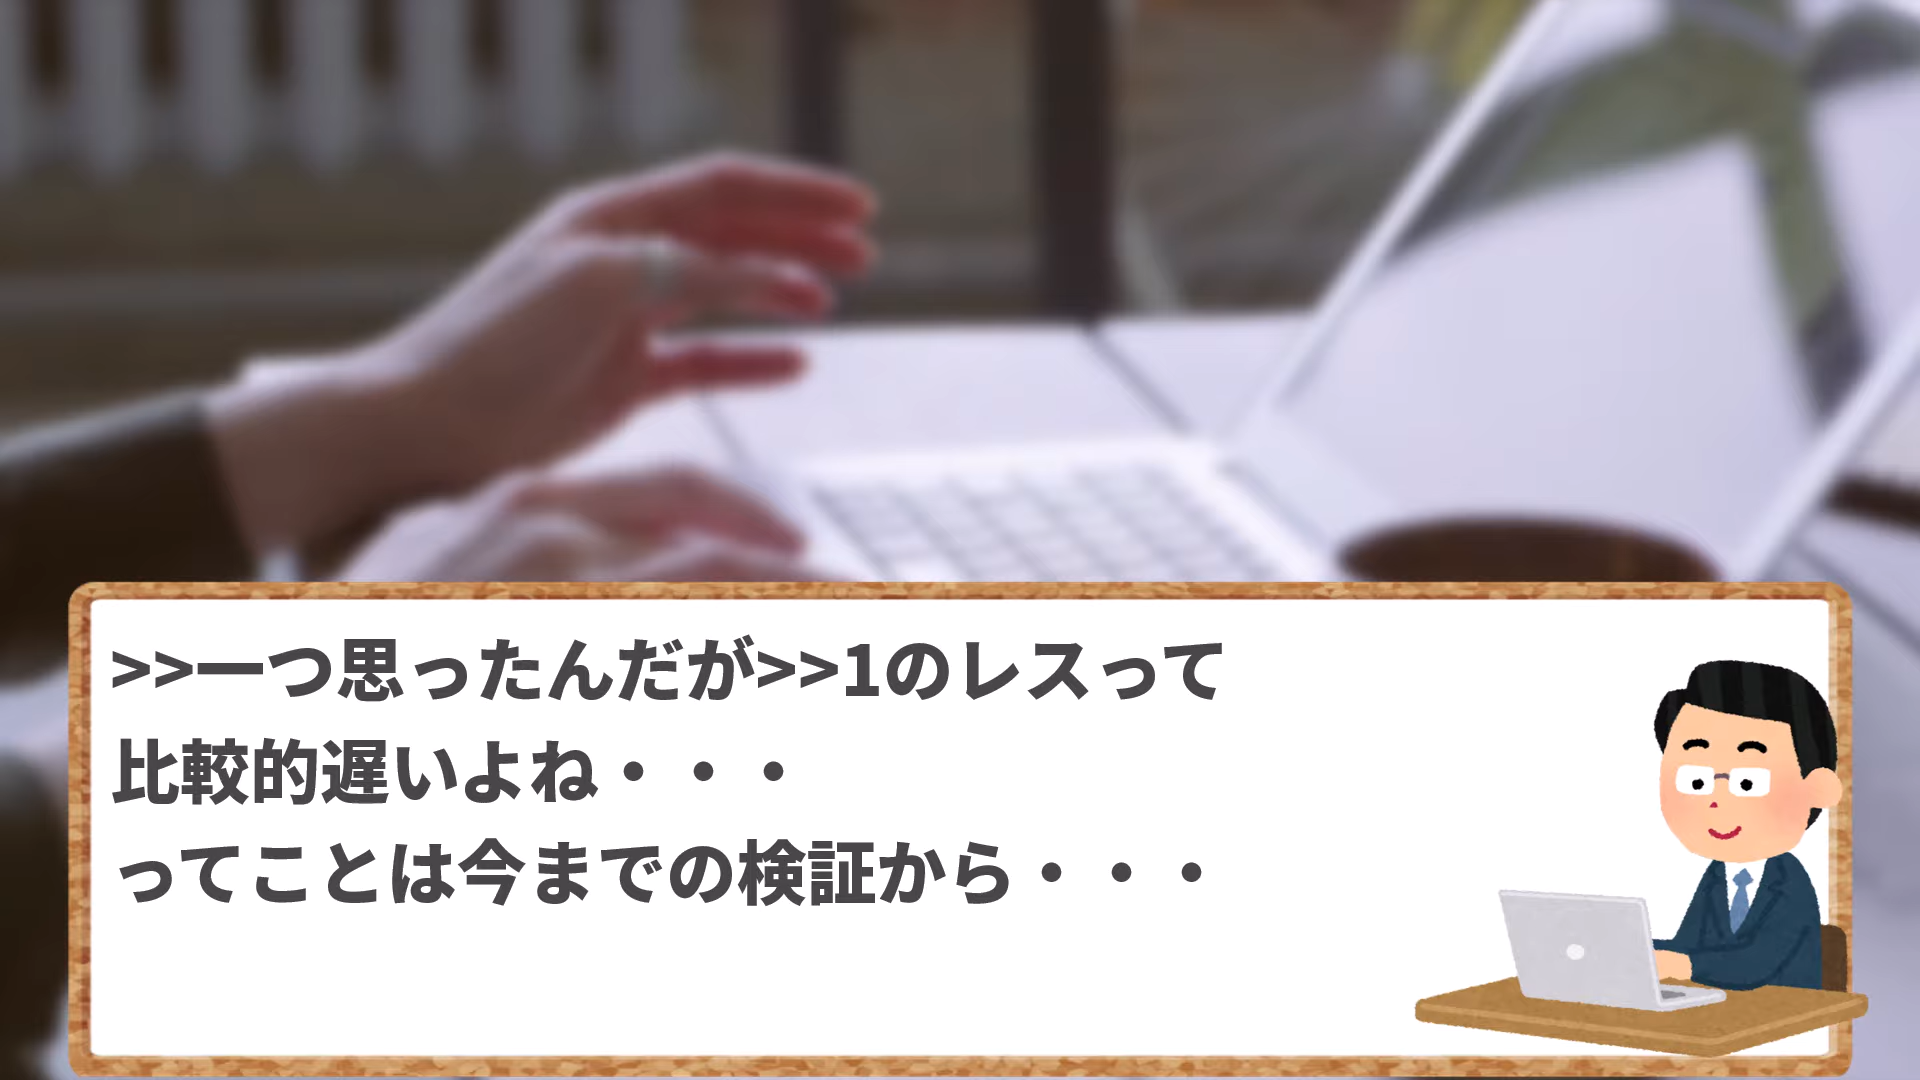 >>一つ思ったんだが>>1のレスって
比較的遅いよね・・・
ってことは今までの検証から・・・